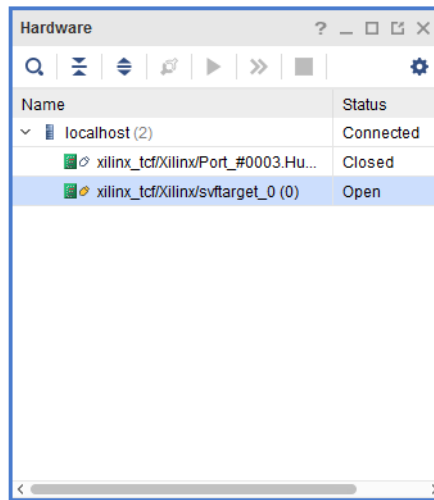 Hardware
Name Status
localhost (2) Connected
xilinx_tcf/Xilinx/Port_#0003.Hu... Closed
xilinx_tcf/Xilinx/svftarget_0 (0) Open